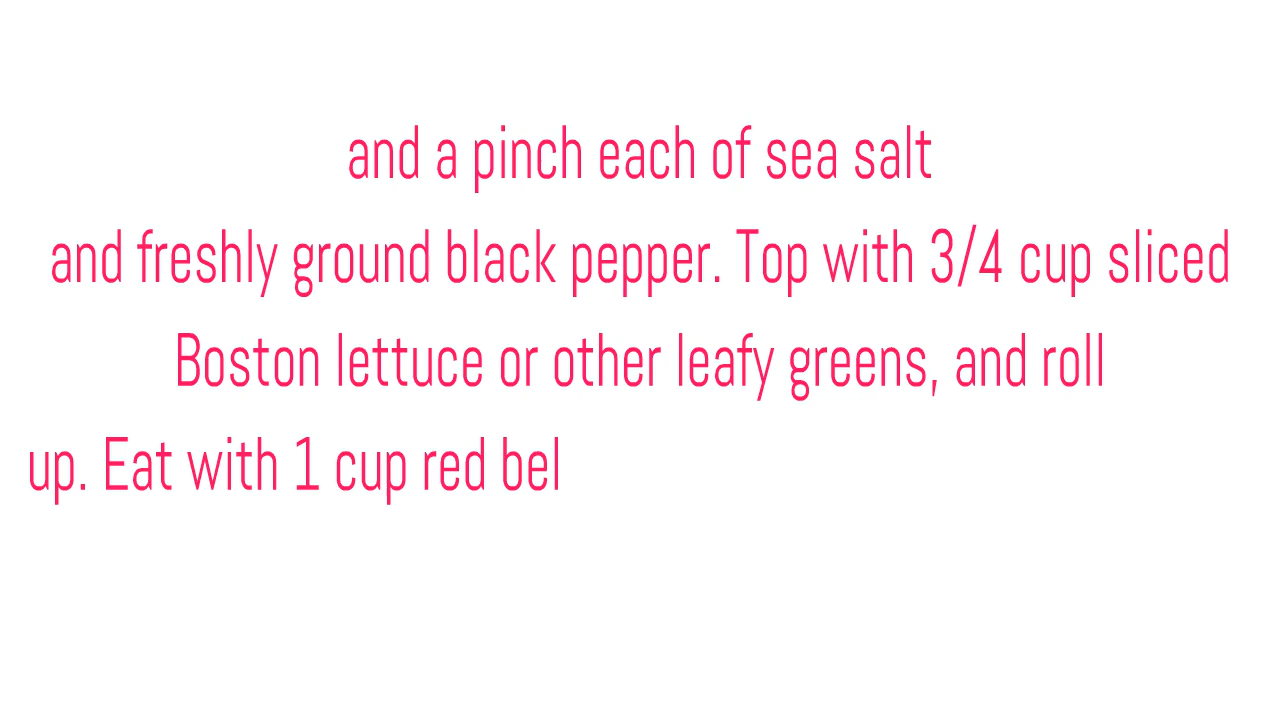 and a pinch each of sea salt
and freshly ground black pepper. Top with 3/4 cup sliced
Boston lettuce or other leafy greens, and roll
up. Eat with 1 cup red bel